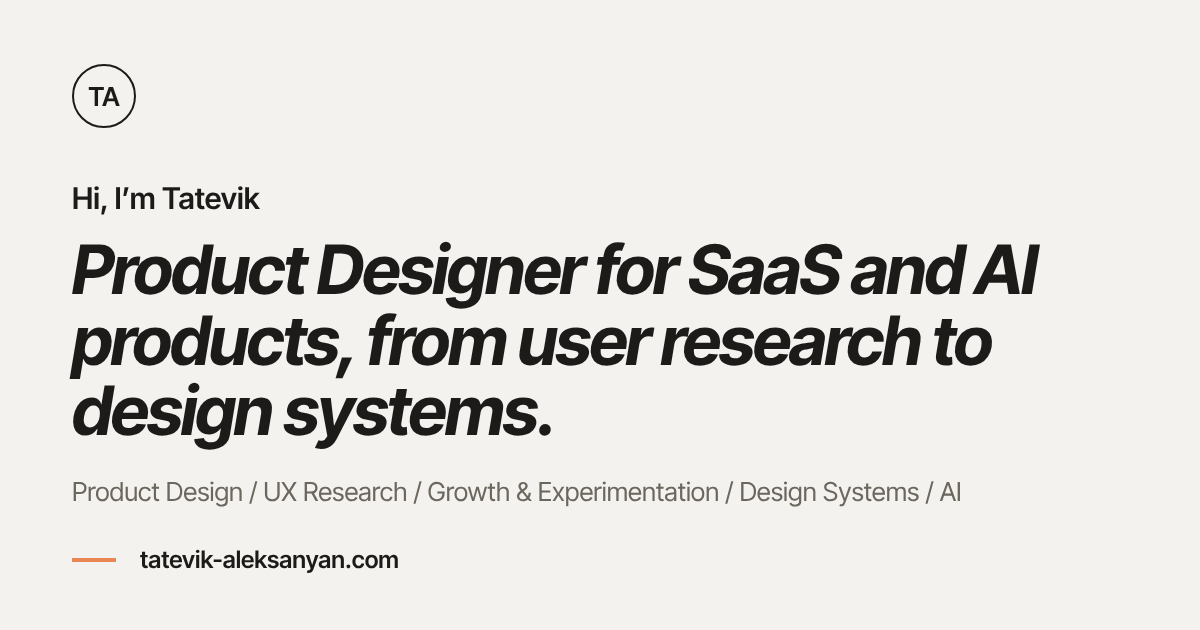 TA
Hi, I’m Tatevik
Product Designer for SaaS and AI
products, from user research to
design systems.
Product Design / UX Research / Growth & Experimentation / Design Systems / AI
tatevik-aleksanyan.com